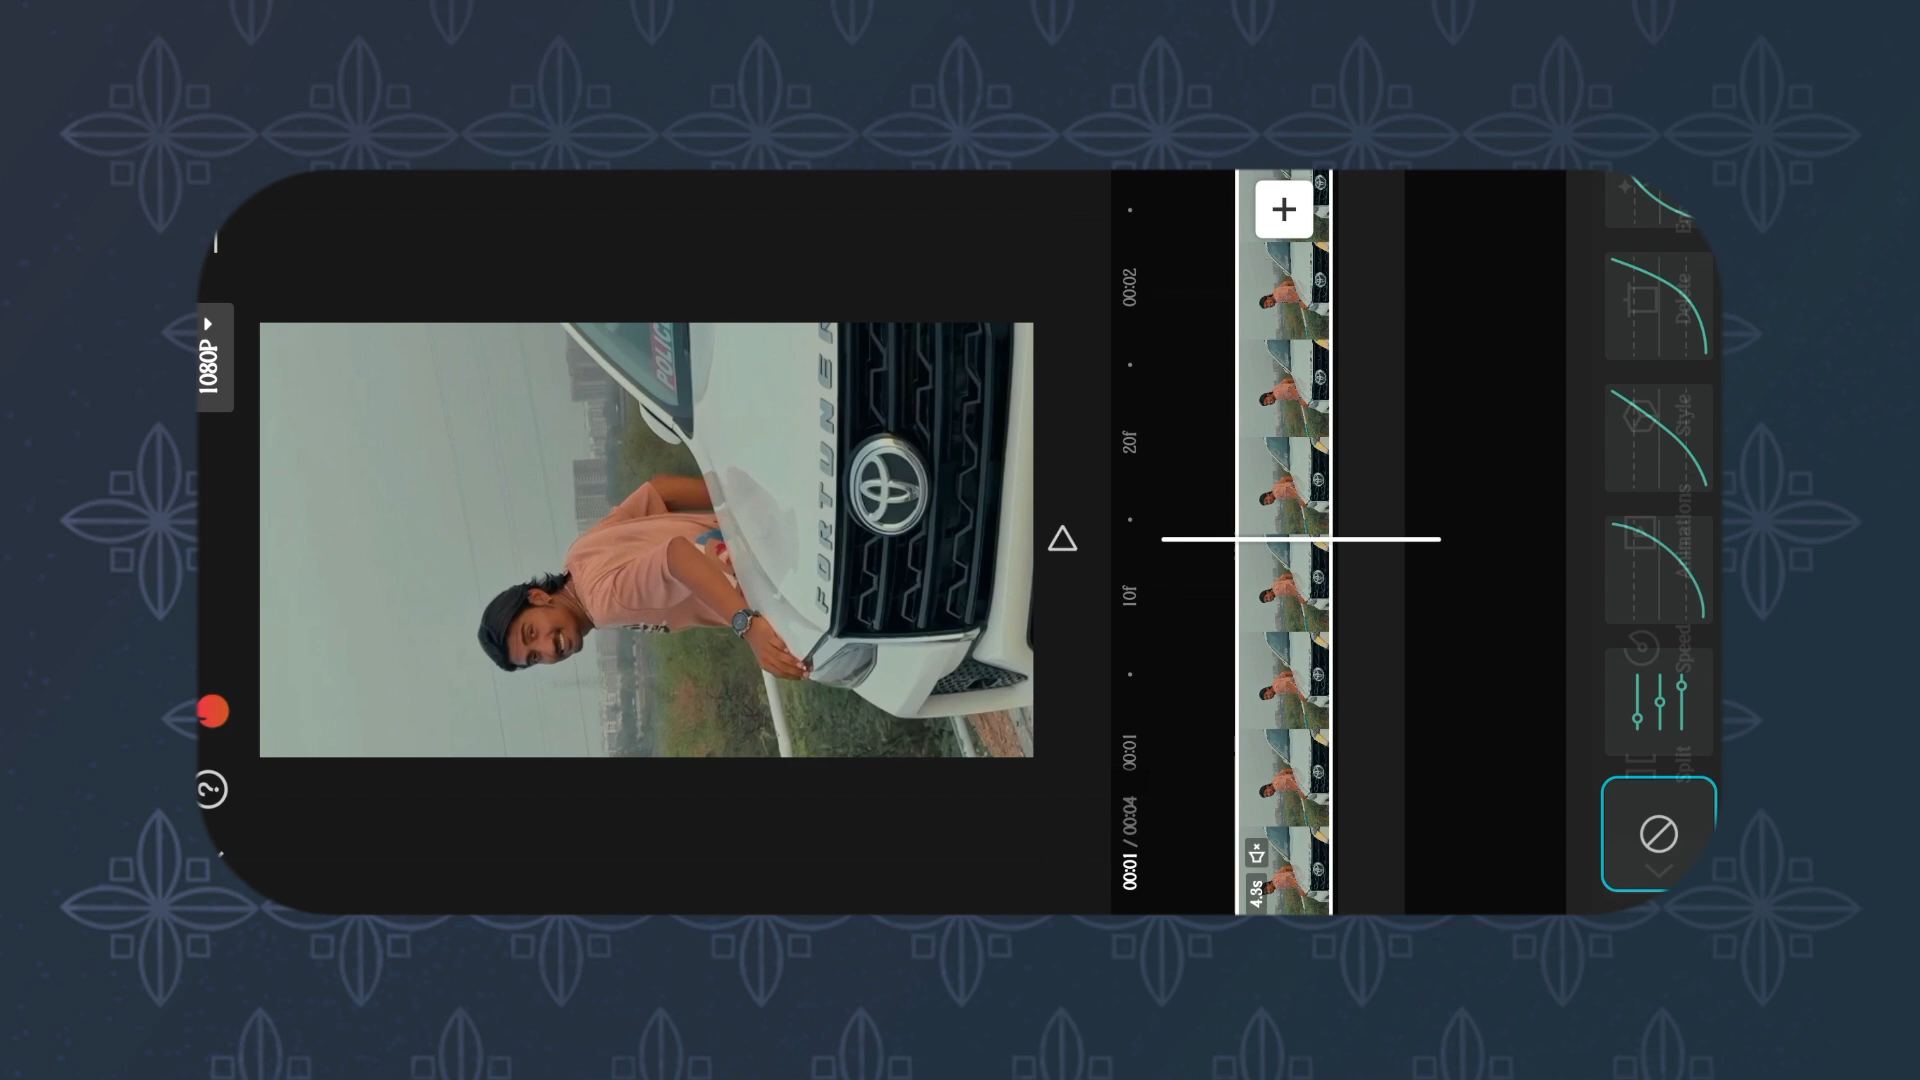 1080P
POLICE
FORTUNER
00:01 / 00:04
00:01
10f
20f
00:02
4.3s
Split
Speed
Animations
Style
Delete